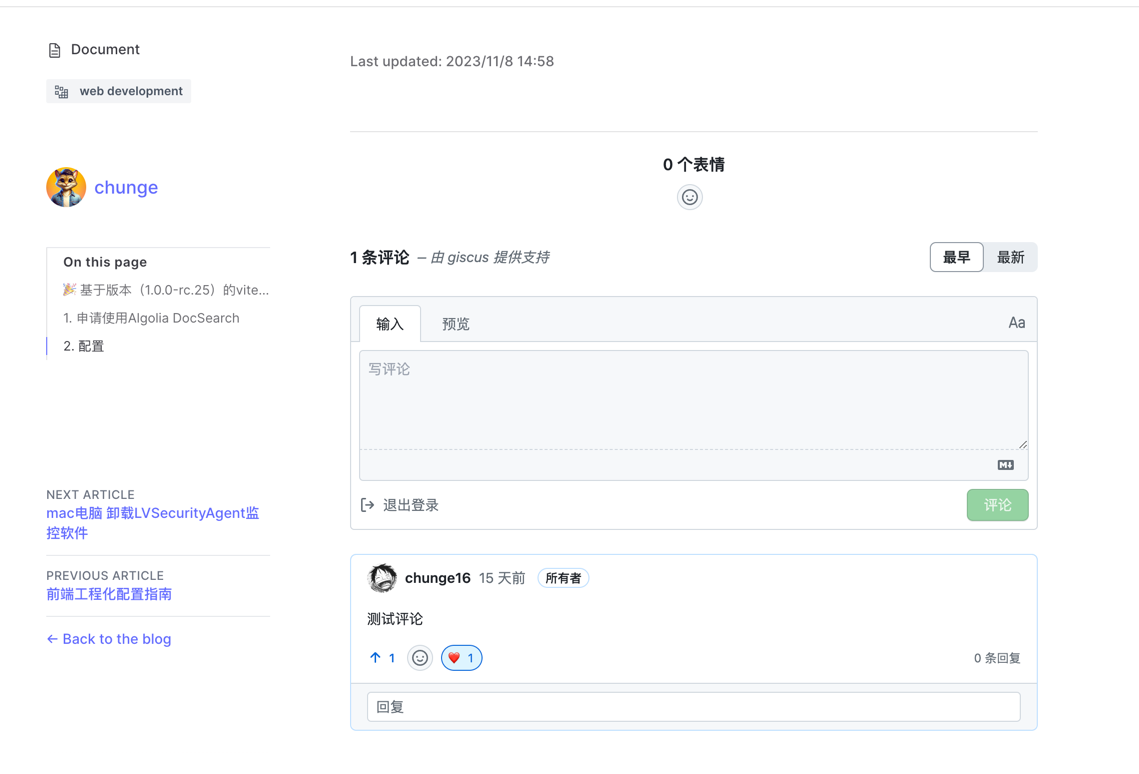 Document
web development
chunge
On this page
🎉 基于版本（1.0.0-rc.25）的vite...
1. 申请使用Algolia DocSearch
2. 配置
NEXT ARTICLE
mac电脑 卸载LVSecurityAgent监
控软件
PREVIOUS ARTICLE
前端工程化配置指南
← Back to the blog
Last updated: 2023/11/8 14:58
0 个表情
1 条评论 – 由 giscus 提供支持
最早 最新
输入 预览 Aa
写评论
M↓
退出登录 评论
chunge16 15 天前 所有者
测试评论
↑ 1 ❤️ 1 0 条回复
回复